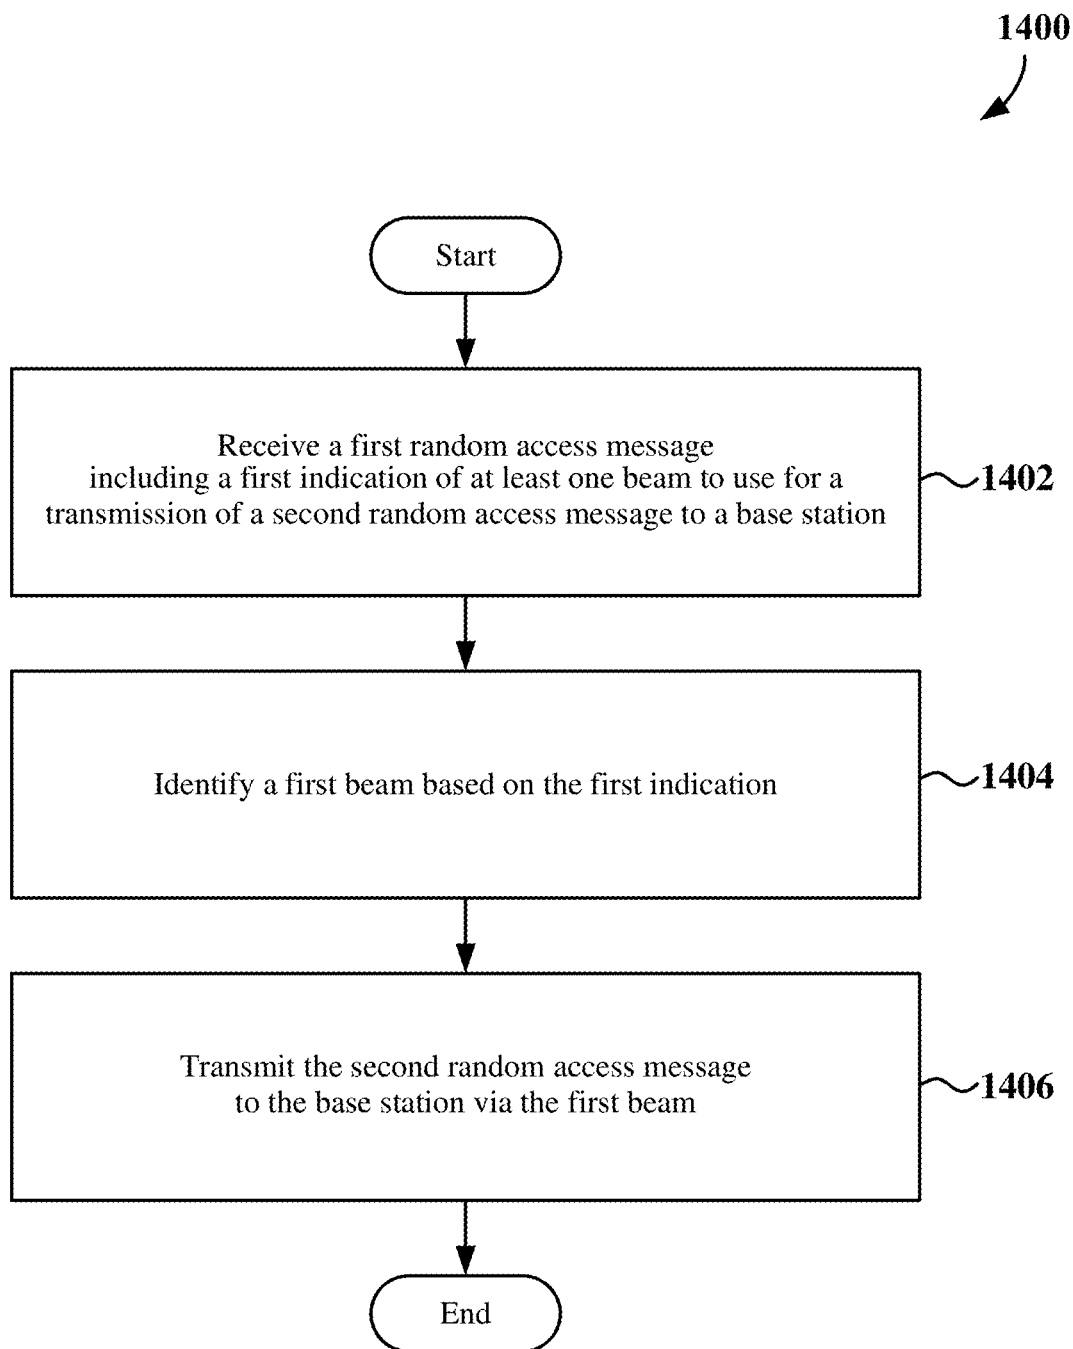 1400
Start
Receive a first random access message
including a first indication of at least one beam to use for a
transmission of a second random access message to a base station
1402
Identify a first beam based on the first indication
1404
Transmit the second random access message
to the base station via the first beam
1406
End